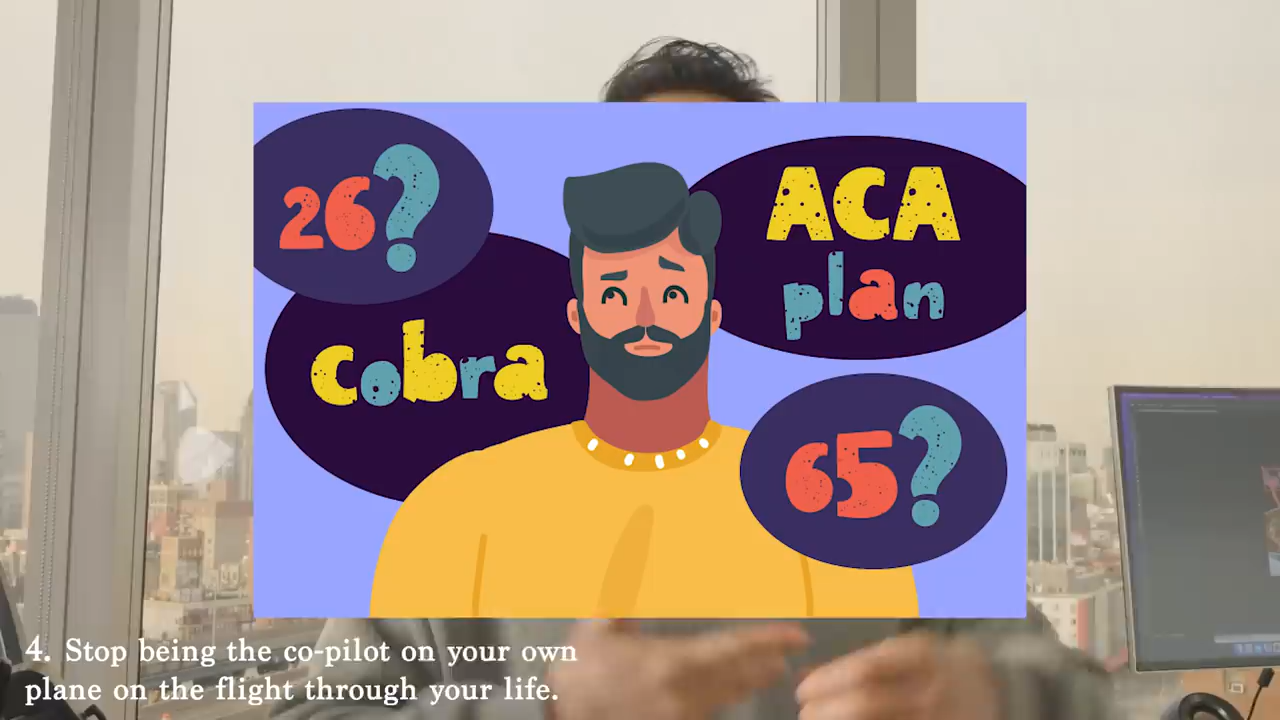 26?
Cobra
ACA
plan
65?
4. Stop being the co-pilot on your own
plane on the flight through your life.